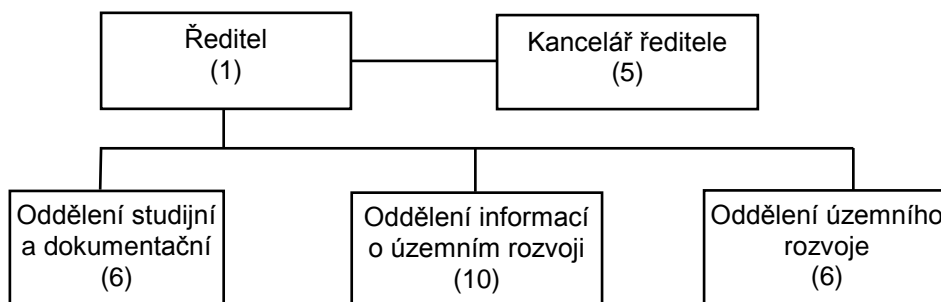 Ředitel
(1)
Kancelář ředitele
(5)
Oddělení studijní
a dokumentační
(6)
Oddělení informací
o územním rozvoji
(10)
Oddělení územního
rozvoje
(6)